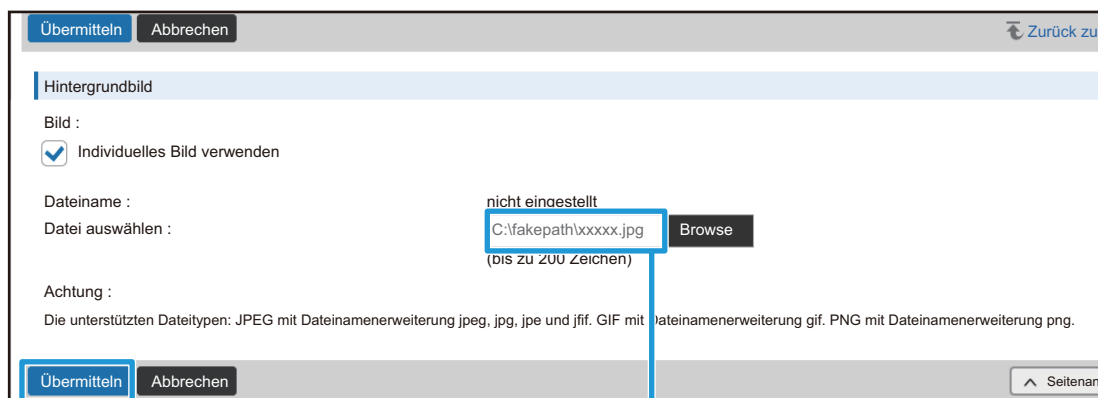 Übermitteln Abbrechen Zurück zu
Hintergrundbild
Bild :
Individuelles Bild verwenden
Dateiname : nicht eingestellt
Datei auswählen : C:\fakepath\xxxxx.jpg Browse
(bis zu 200 Zeichen)
Achtung :
Die unterstützten Dateitypen: JPEG mit Dateinamenerweiterung jpeg, jpg, jpe und jfif. GIF mit Dateinamenerweiterung gif. PNG mit Dateinamenerweiterung png.
Übermitteln Abbrechen Seitenan